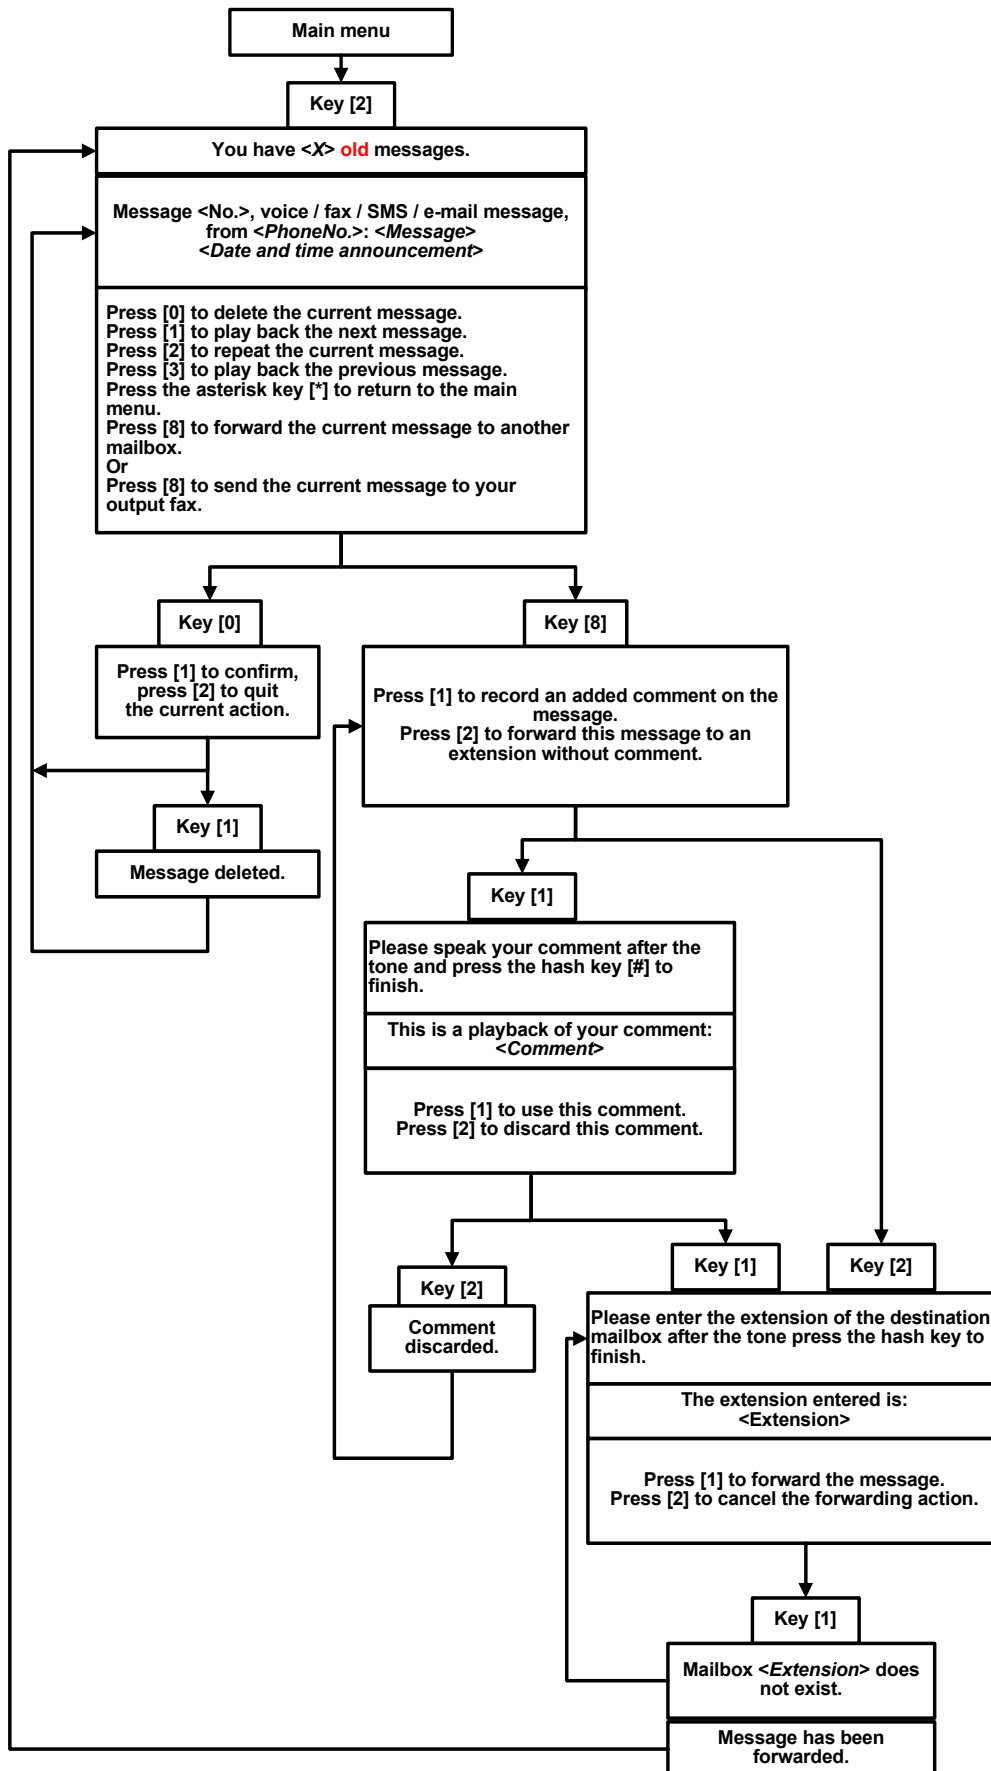 Main menu
Key [2]
You have <X> old messages.
Message <No.>, voice / fax / SMS / e-mail message,
from <PhoneNo.>: <Message>
<Date and time announcement>
Press [0] to delete the current message.
Press [1] to play back the next message.
Press [2] to repeat the current message.
Press [3] to play back the previous message.
Press the asterisk key [*] to return to the main
menu.
Press [8] to forward the current message to another
mailbox.
Or
Press [8] to send the current message to your
output fax.
Key [0]
Press [1] to confirm,
press [2] to quit
the current action.
Key [1]
Message deleted.
Key [8]
Press [1] to record an added comment on the
message.
Press [2] to forward this message to an
extension without comment.
Key [1]
Please speak your comment after the
tone and press the hash key [#] to
finish.
This is a playback of your comment:
<Comment>
Press [1] to use this comment.
Press [2] to discard this comment.
Key [2]
Comment
discarded.
Key [1]
Key [2]
Please enter the extension of the destination
mailbox after the tone press the hash key to
finish.
The extension entered is:
<Extension>
Press [1] to forward the message.
Press [2] to cancel the forwarding action.
Key [1]
Mailbox <Extension> does
not exist.
Message has been
forwarded.